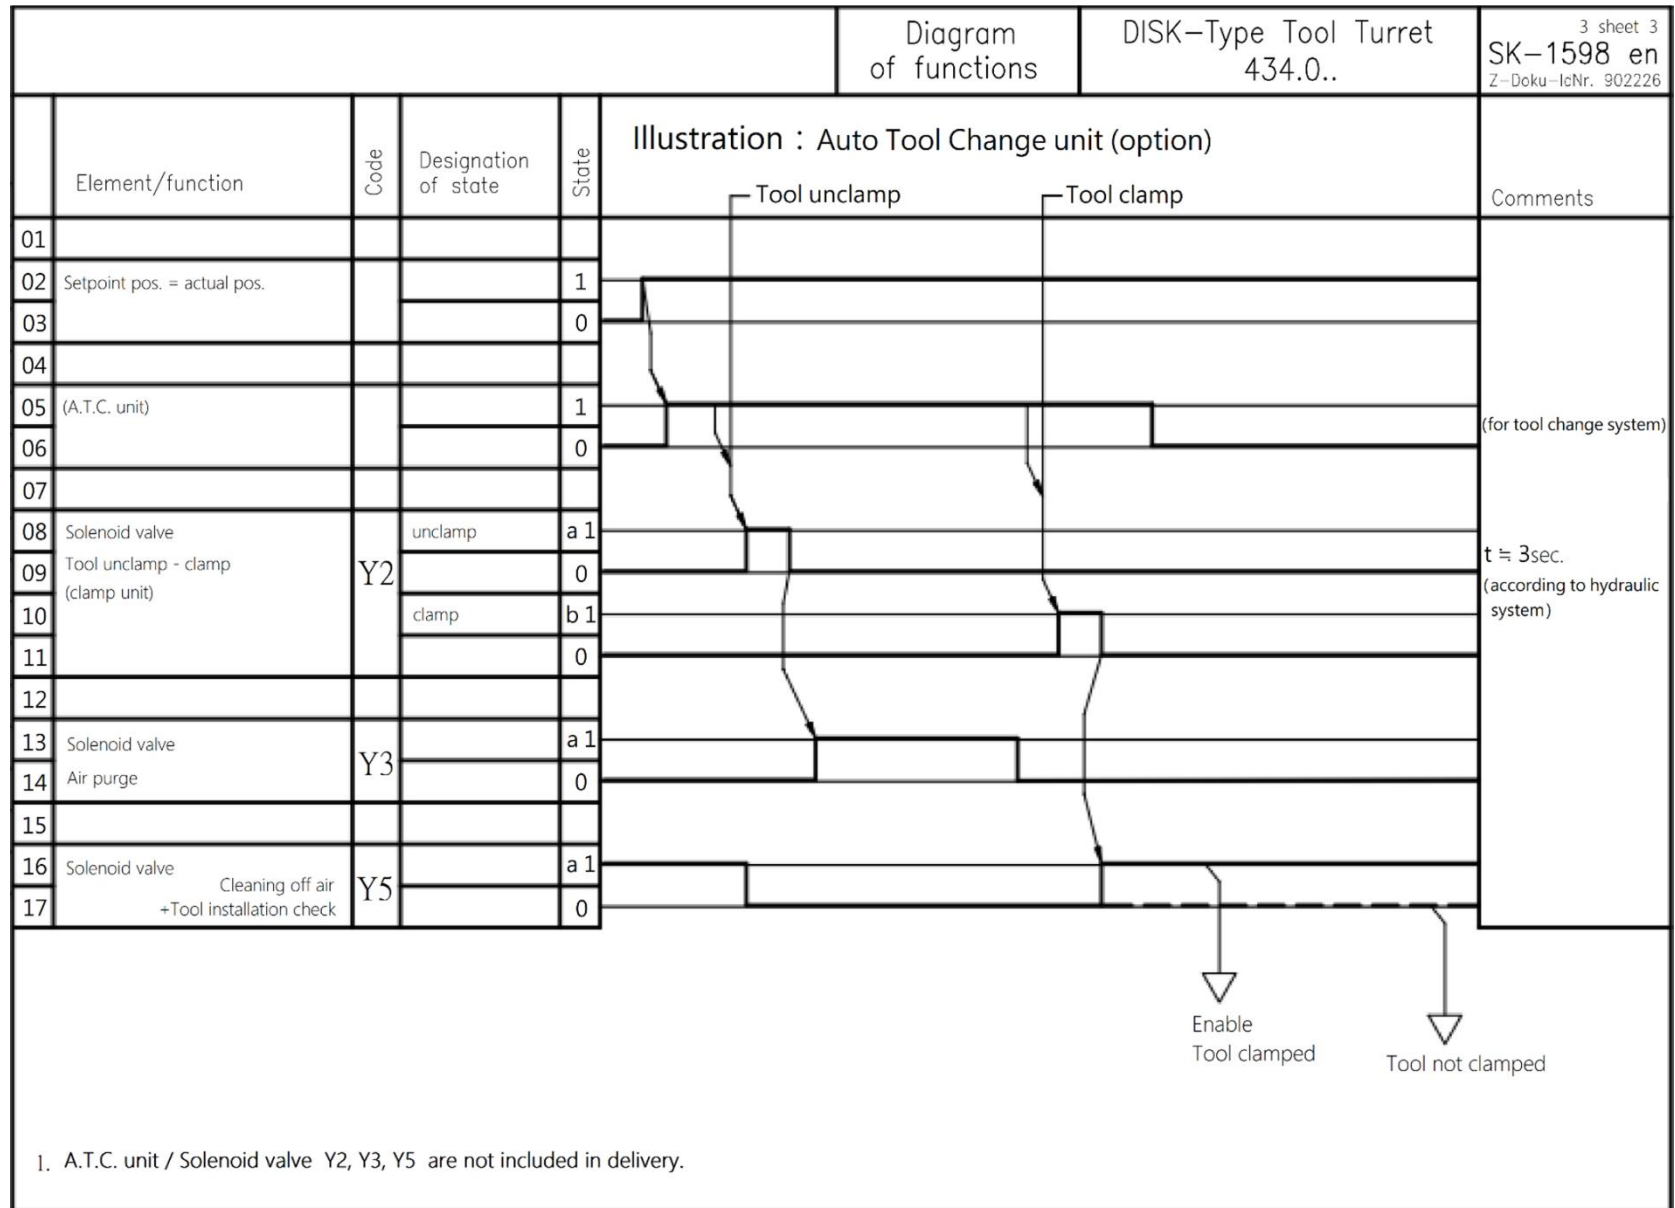 Diagram
of functions
DISK-Type Tool Turret
434.0..
3 sheet 3
SK-1598 en
Z-Doku-IcNr. 902226
Element/function
Code
Designation
of state
State
Illustration : Auto Tool Change unit (option)
Tool unclamp
Tool clamp
Comments
01
02 Setpoint pos. = actual pos. 1
03 0
04
05 (A.T.C. unit) 1
(for tool change system)
06 0
07
08 Solenoid valve unclamp a 1
09 Tool unclamp - clamp Y2 0
(clamp unit)
t ≒ 3sec.
(according to hydraulic
system)
10 clamp b 1
11 0
12
13 Solenoid valve a 1
Y3
14 Air purge 0
15
16 Solenoid valve a 1
Cleaning off air
Y5
17 +Tool installation check 0
Enable
Tool clamped
Tool not clamped
1. A.T.C. unit / Solenoid valve Y2, Y3, Y5 are not included in delivery.